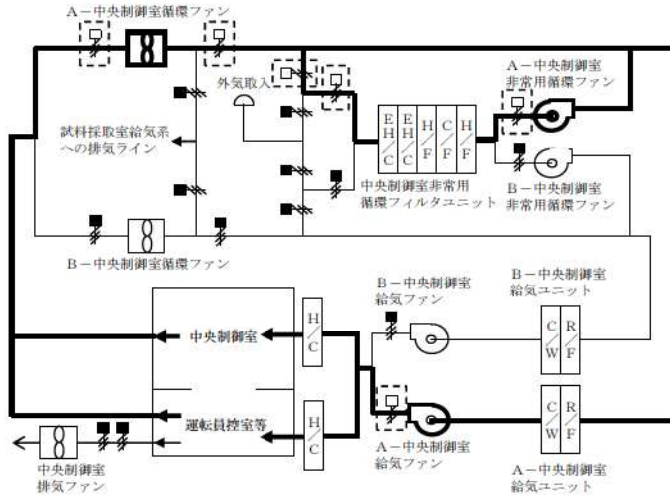 A-中央制御室循環ファン
外気取入
A-中央制御室
非常用循環ファン
試料採取室給気系
への排気ライン
E
H
/
C
E
H
/
C
H
/
F
C
/
F
H
/
F
中央制御室非常用
循環フィルタユニット
B-中央制御室
非常用循環ファン
B-中央制御室循環ファン
B-中央制御室
給気ファン
B-中央制御室
給気ユニット
中央制御室
H
/
C
C
/
W
R
/
F
運転員控室等
H
/
C
C
/
W
R
/
F
中央制御室
排気ファン
A-中央制御室
給気ファン
A-中央制御室
給気ユニット